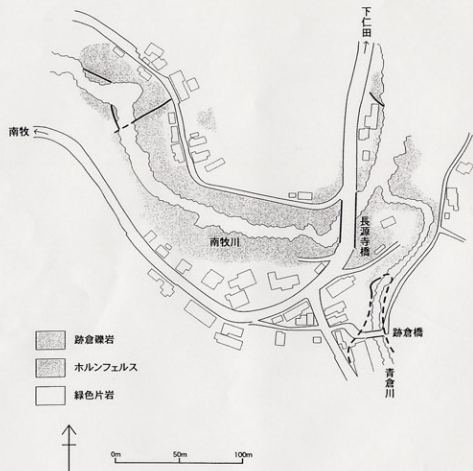 下仁田
南牧
南牧川
長源寺橋
跡倉橋
青倉川
跡倉礫岩
ホルンフェルス
緑色片岩
0m 50m 100m